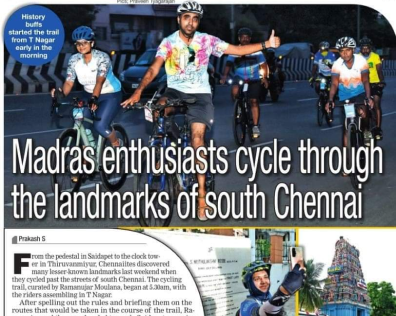 Pics: Praveen Tyagarajan
History
buffs
started the trail
from T Nagar
early in the
morning
Madras enthusiasts cycle through
the landmarks of south Chennai
Prakash S
From the pedestal in Saidapet to the clock tow-
er in Thiruvanmiyur, Chennaiites discovered
many lesser-known landmarks last weekend when
they cycled past the streets of south Chennai. The cycling
trail, curated by Ramanujar Moulana, began at 5.30am, with
the riders assembling in T Nagar.
After spelling out the rules and briefing them on the
routes that would be taken in the course of the trail, Ra-